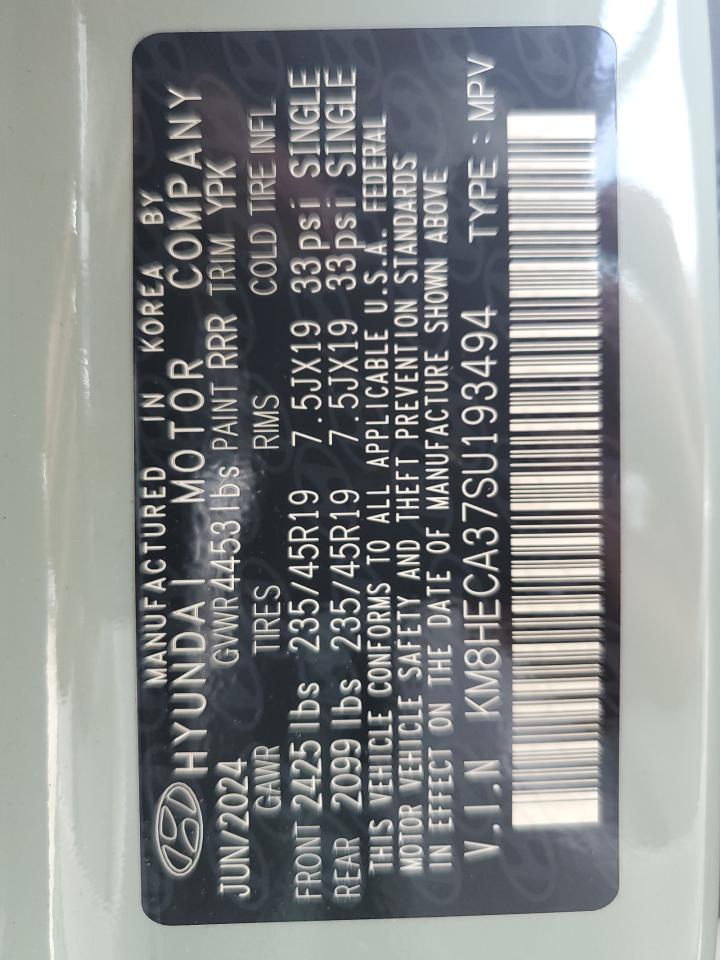 MANUFACTURED IN KOREA BY
HYUNDAI MOTOR COMPANY
JUN/2024 GVWR 4453 lbs PAINT RRR TRIM YPK
GAWR TIRES RIMS COLD TIRE INFL
FRONT 2425 lbs 235/45R19 7.5JX19 33psi SINGLE
REAR 2099 lbs 235/45R19 7.5JX19 33psi SINGLE
THIS VEHICLE CONFORMS TO ALL APPLICABLE U.S.A. FEDERAL
MOTOR VEHICLE SAFETY AND THEFT PREVENTION STANDARDS
IN EFFECT ON THE DATE OF MANUFACTURE SHOWN ABOVE
V.I.N KM8HECA37SU193494 TYPE : MPV